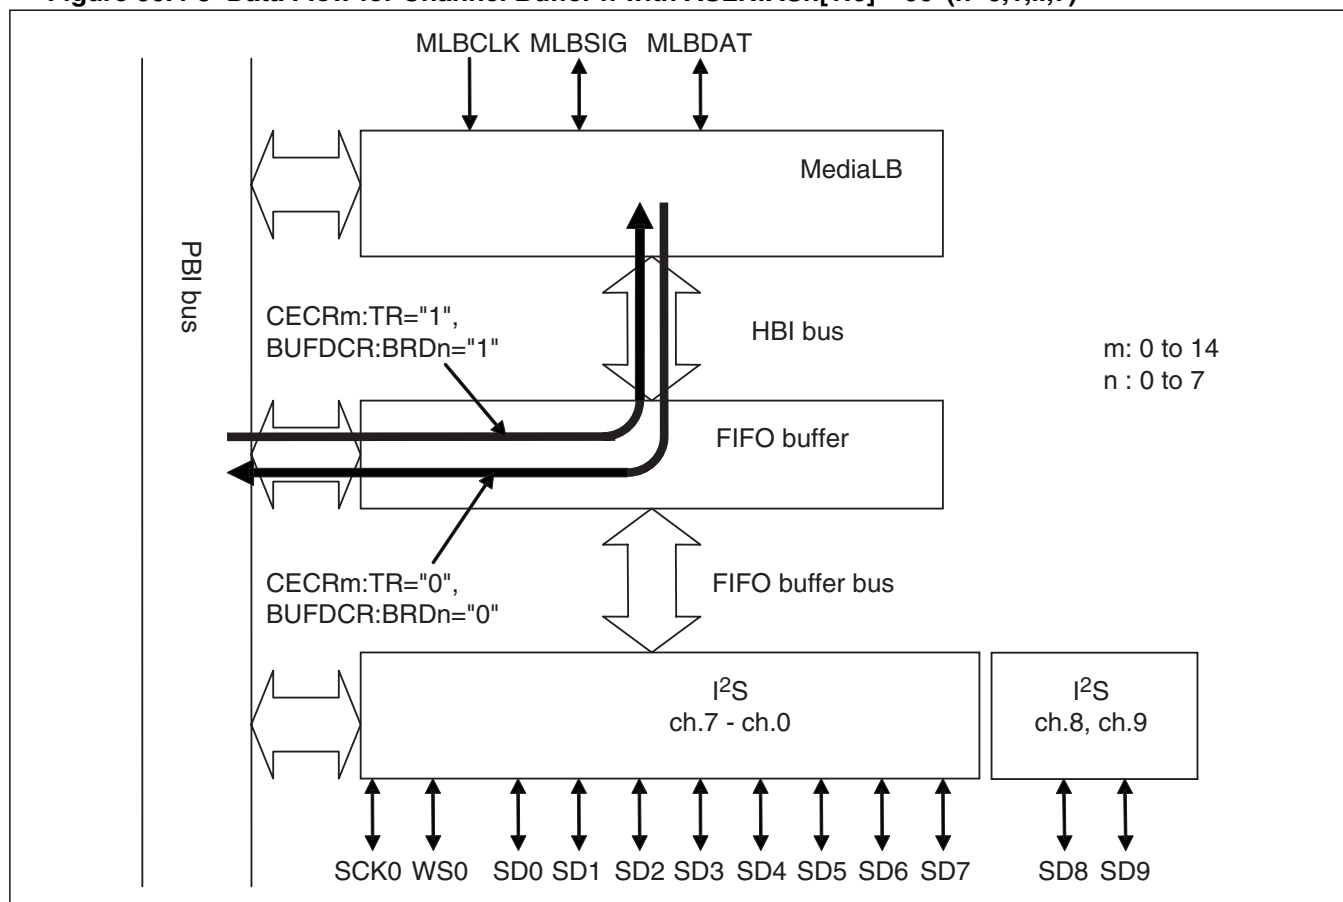 MLBCLK MLBSIG MLBDAT
MediaLB
PBI bus
CECRm:TR="1",
BUFDCR:BRDn="1"
HBI bus
m: 0 to 14
n : 0 to 7
FIFO buffer
CECRm:TR="0",
BUFDCR:BRDn="0"
FIFO buffer bus
I²S
ch.7 - ch.0
I²S
ch.8, ch.9
SCK0 WS0 SD0 SD1 SD2 SD3 SD4 SD5 SD6 SD7 SD8 SD9